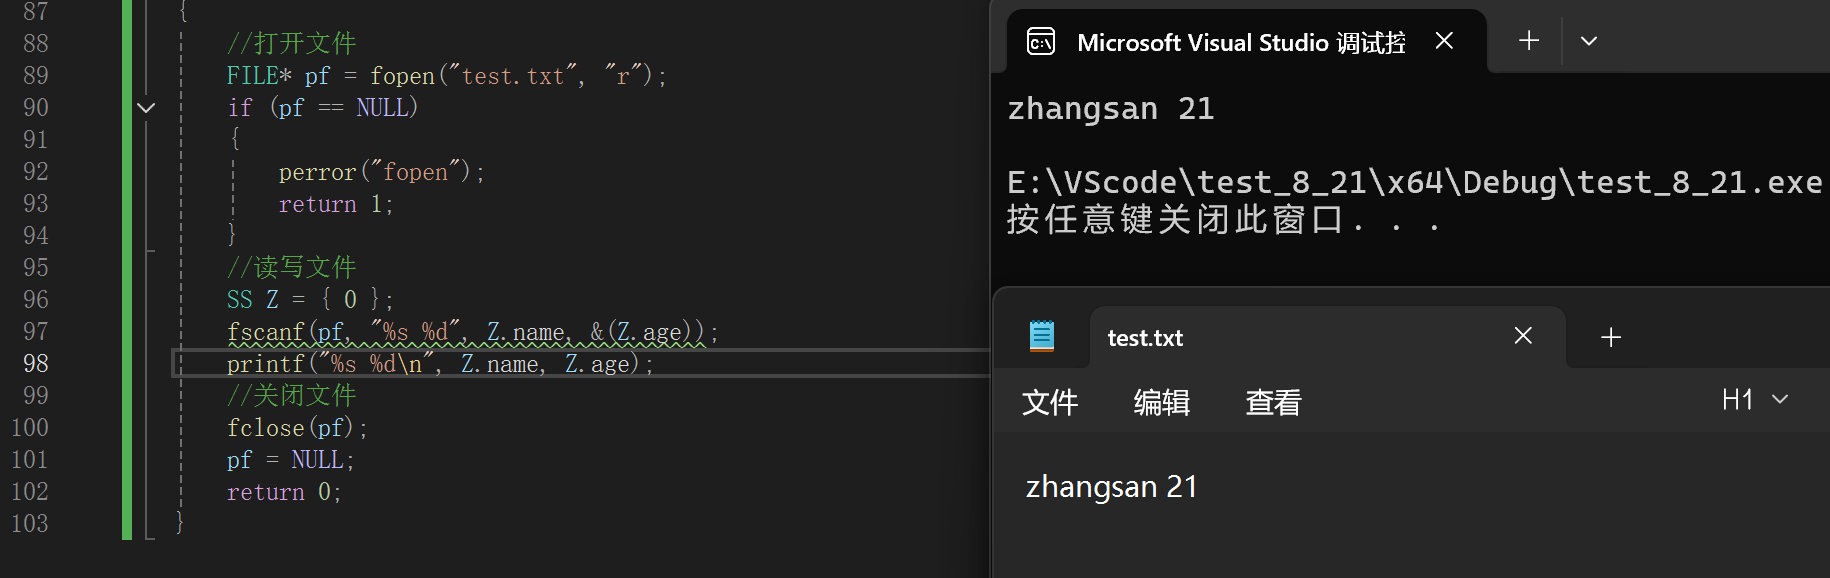 87 {
88 //打开文件
89 FILE* pf = fopen("test.txt", "r");
90 if (pf == NULL)
91 {
92 perror("fopen");
93 return 1;
94 }
95 //读写文件
96 SS Z = { 0 };
97 fscanf(pf, "%s %d", Z.name, &(Z.age));
98 printf("%s %d\n", Z.name, Z.age);
99 //关闭文件
100 fclose(pf);
101 pf = NULL;
102 return 0;
103 }
Microsoft Visual Studio 调试控
zhangsan 21
E:\VScode\test_8_21\x64\Debug\test_8_21.exe
按任意键关闭此窗口. . .
test.txt
文件 编辑 查看 H1
zhangsan 21